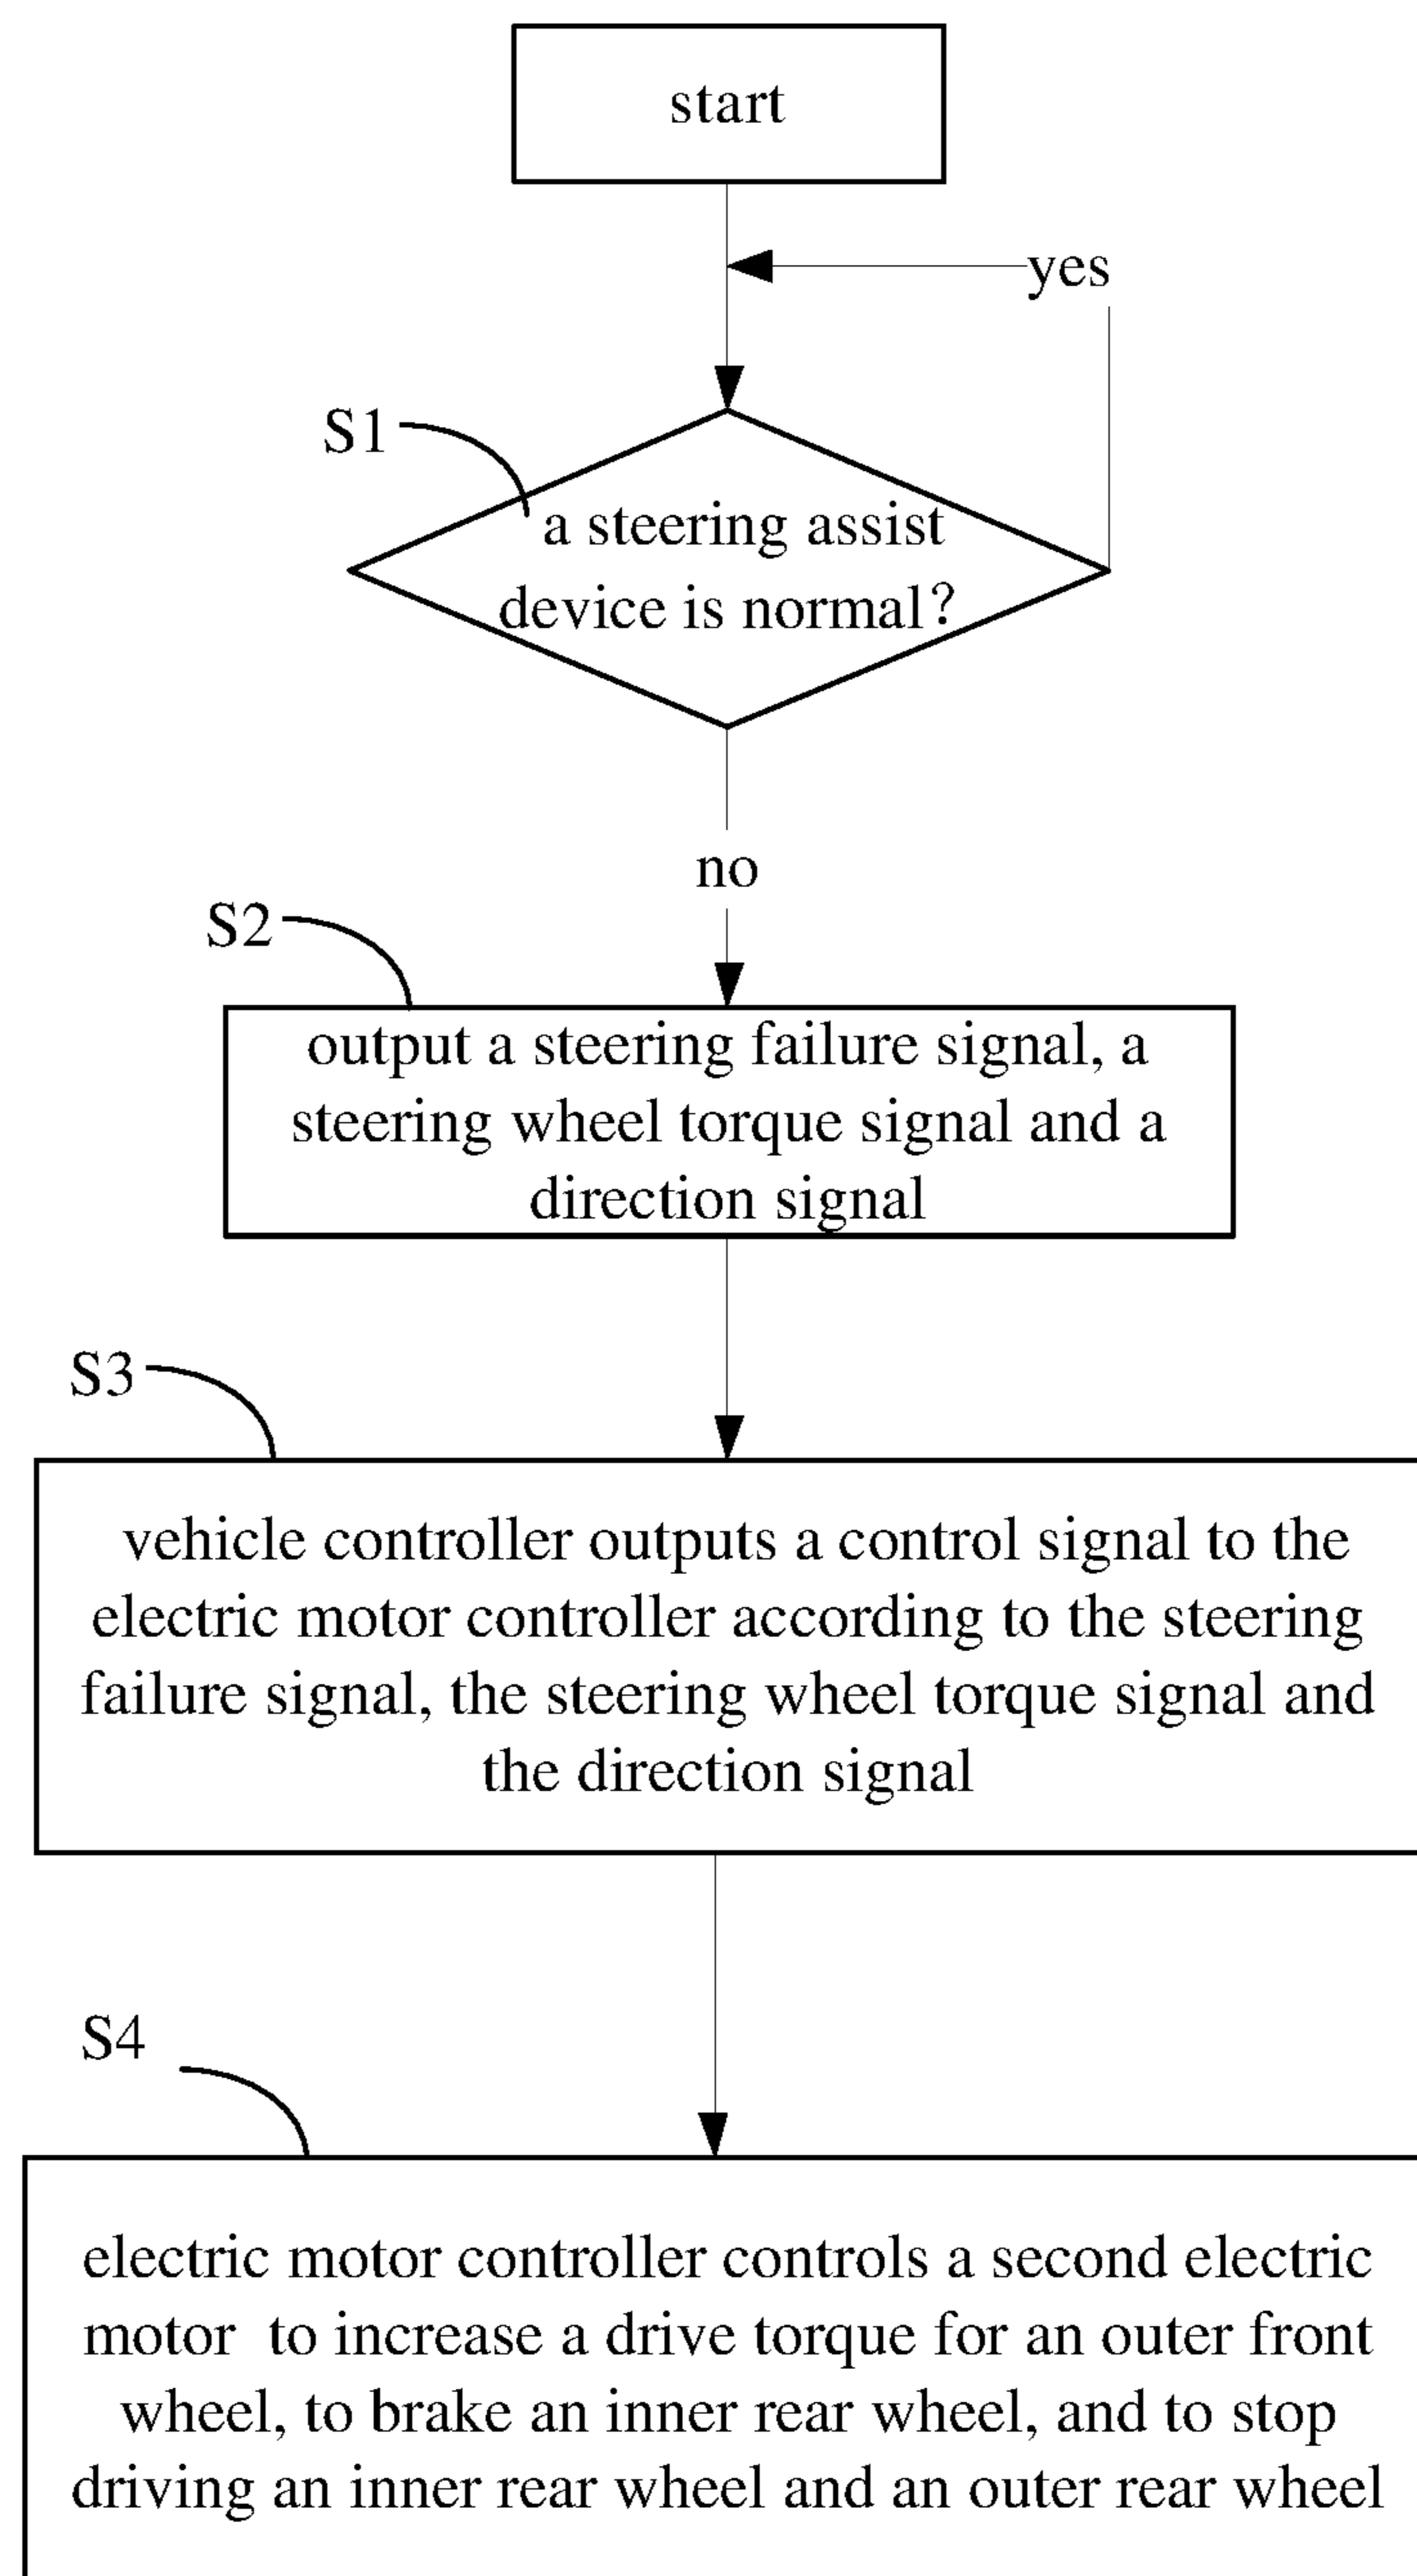 start
yes
S1
a steering assist
device is normal?
no
S2
output a steering failure signal, a
steering wheel torque signal and a
direction signal
S3
vehicle controller outputs a control signal to the
electric motor controller according to the steering
failure signal, the steering wheel torque signal and
the direction signal
S4
electric motor controller controls a second electric
motor to increase a drive torque for an outer front
wheel, to brake an inner rear wheel, and to stop
driving an inner rear wheel and an outer rear wheel